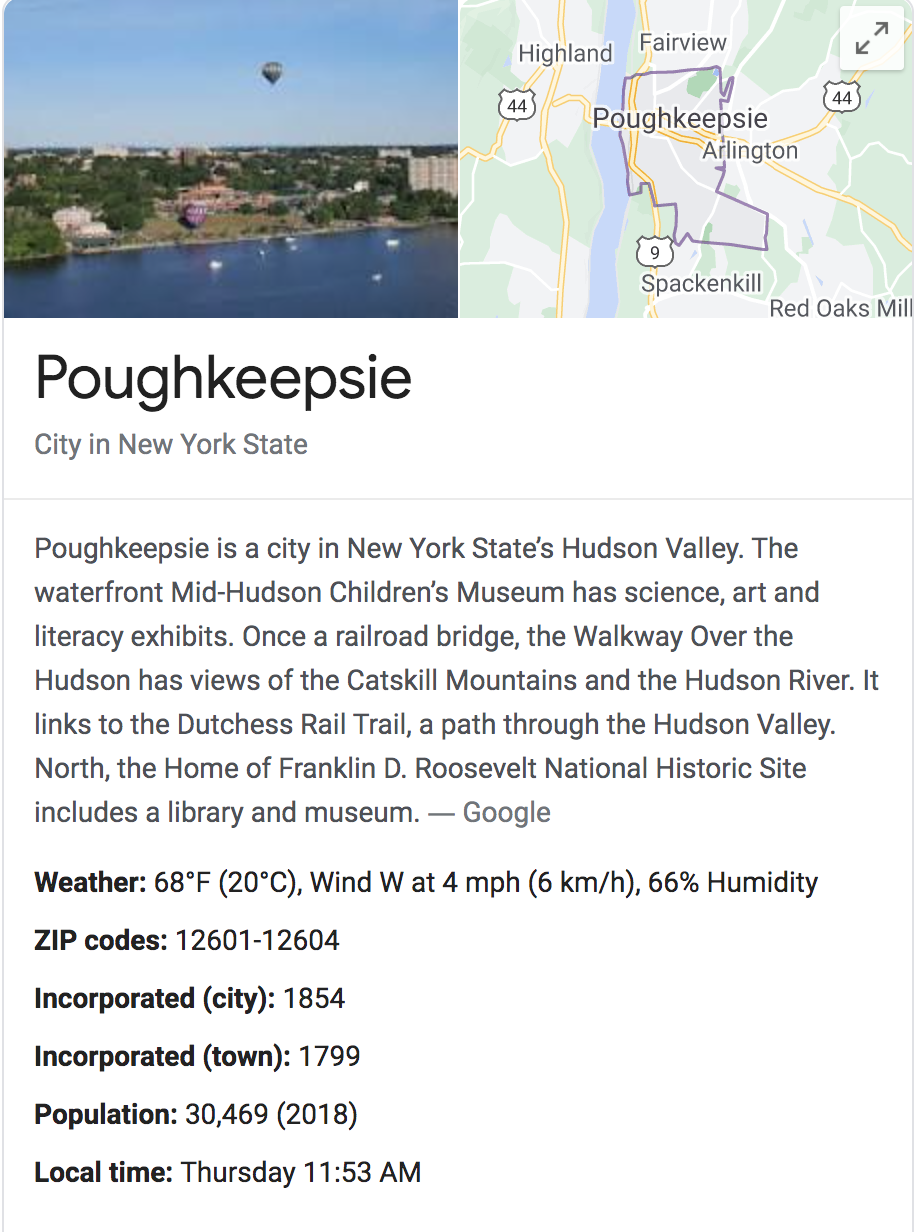 Highland
Fairview
44
44
Poughkeepsie
Arlington
9
Spackenkill
Red Oaks Mill
Poughkeepsie
City in New York State
Poughkeepsie is a city in New York State’s Hudson Valley. The
waterfront Mid-Hudson Children’s Museum has science, art and
literacy exhibits. Once a railroad bridge, the Walkway Over the
Hudson has views of the Catskill Mountains and the Hudson River. It
links to the Dutchess Rail Trail, a path through the Hudson Valley.
North, the Home of Franklin D. Roosevelt National Historic Site
includes a library and museum. — Google
Weather: 68°F (20°C), Wind W at 4 mph (6 km/h), 66% Humidity
ZIP codes: 12601-12604
Incorporated (city): 1854
Incorporated (town): 1799
Population: 30,469 (2018)
Local time: Thursday 11:53 AM